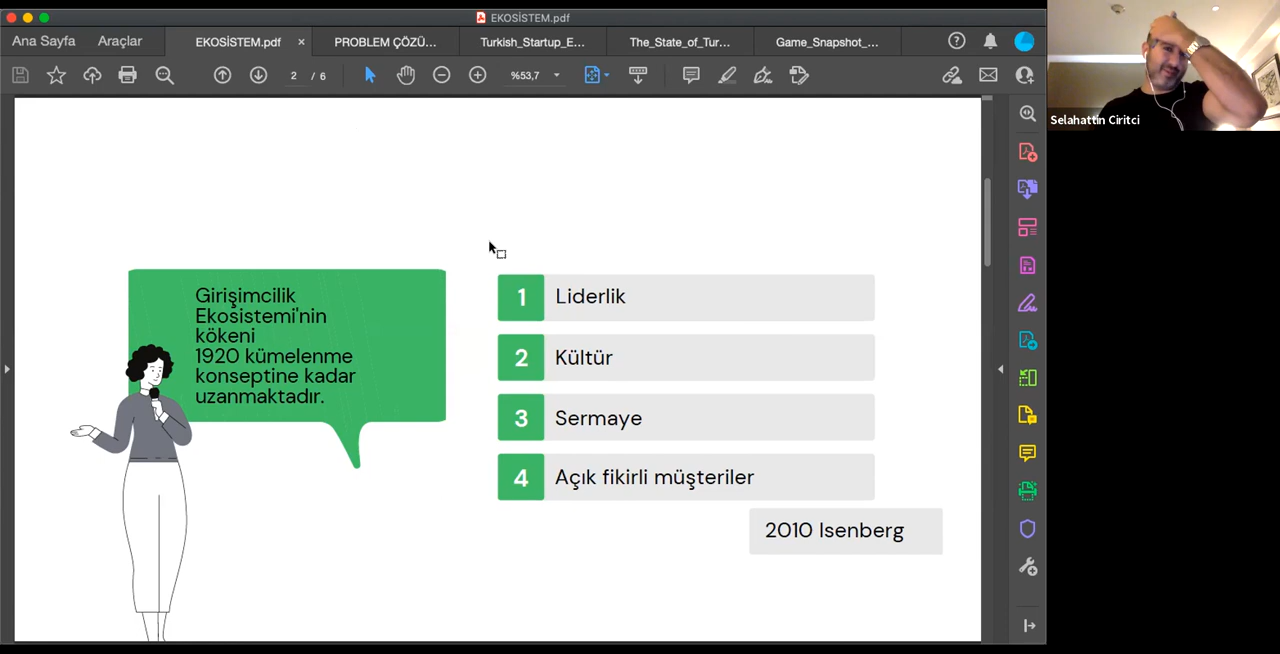 EKOSİSTEM.pdf
Ana Sayfa
Araçlar
EKOSİSTEM.pdf
×
PROBLEM ÇÖZÜ...
Turkish_Startup_E...
The_State_of_Tur...
Game_Snapshot_...
2 / 6
%53,7
Selahattin Ciritci
Girişimcilik
Ekosistemi'nin
kökeni
1920 kümelenme
konseptine kadar
uzanmaktadır.
1 Liderlik
2 Kültür
3 Sermaye
4 Açık fikirli müşteriler
2010 Isenberg